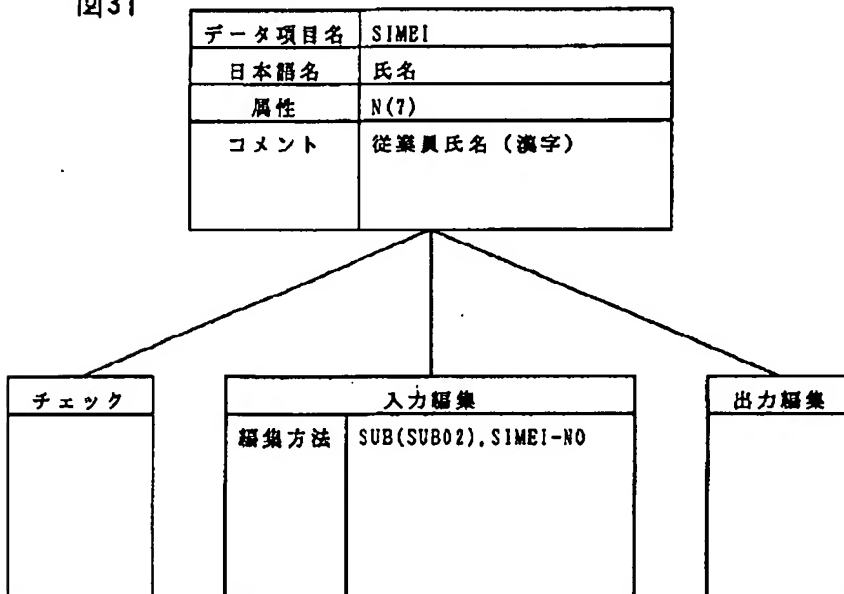 図31
データ項目名 SIMEI
日本語名 氏名
属性 N(7)
コメント 従業員氏名（漢字）
チェック
入力編集
出力編集
編集方法 SUB(SUB02),SIMEI-NO